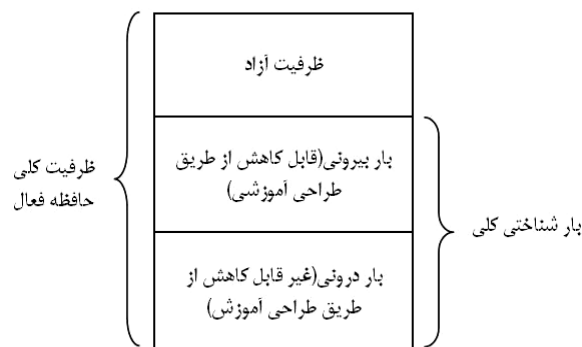 ظرفیت آزاد
بار بیرونی(قابل کاهش از طریق
طراحی آموزشی)
بار درونی(غیر قابل کاهش از
طریق طراحی آموزش)
ظرفیت کلی
حافظه فعال
بار شناختی کلی